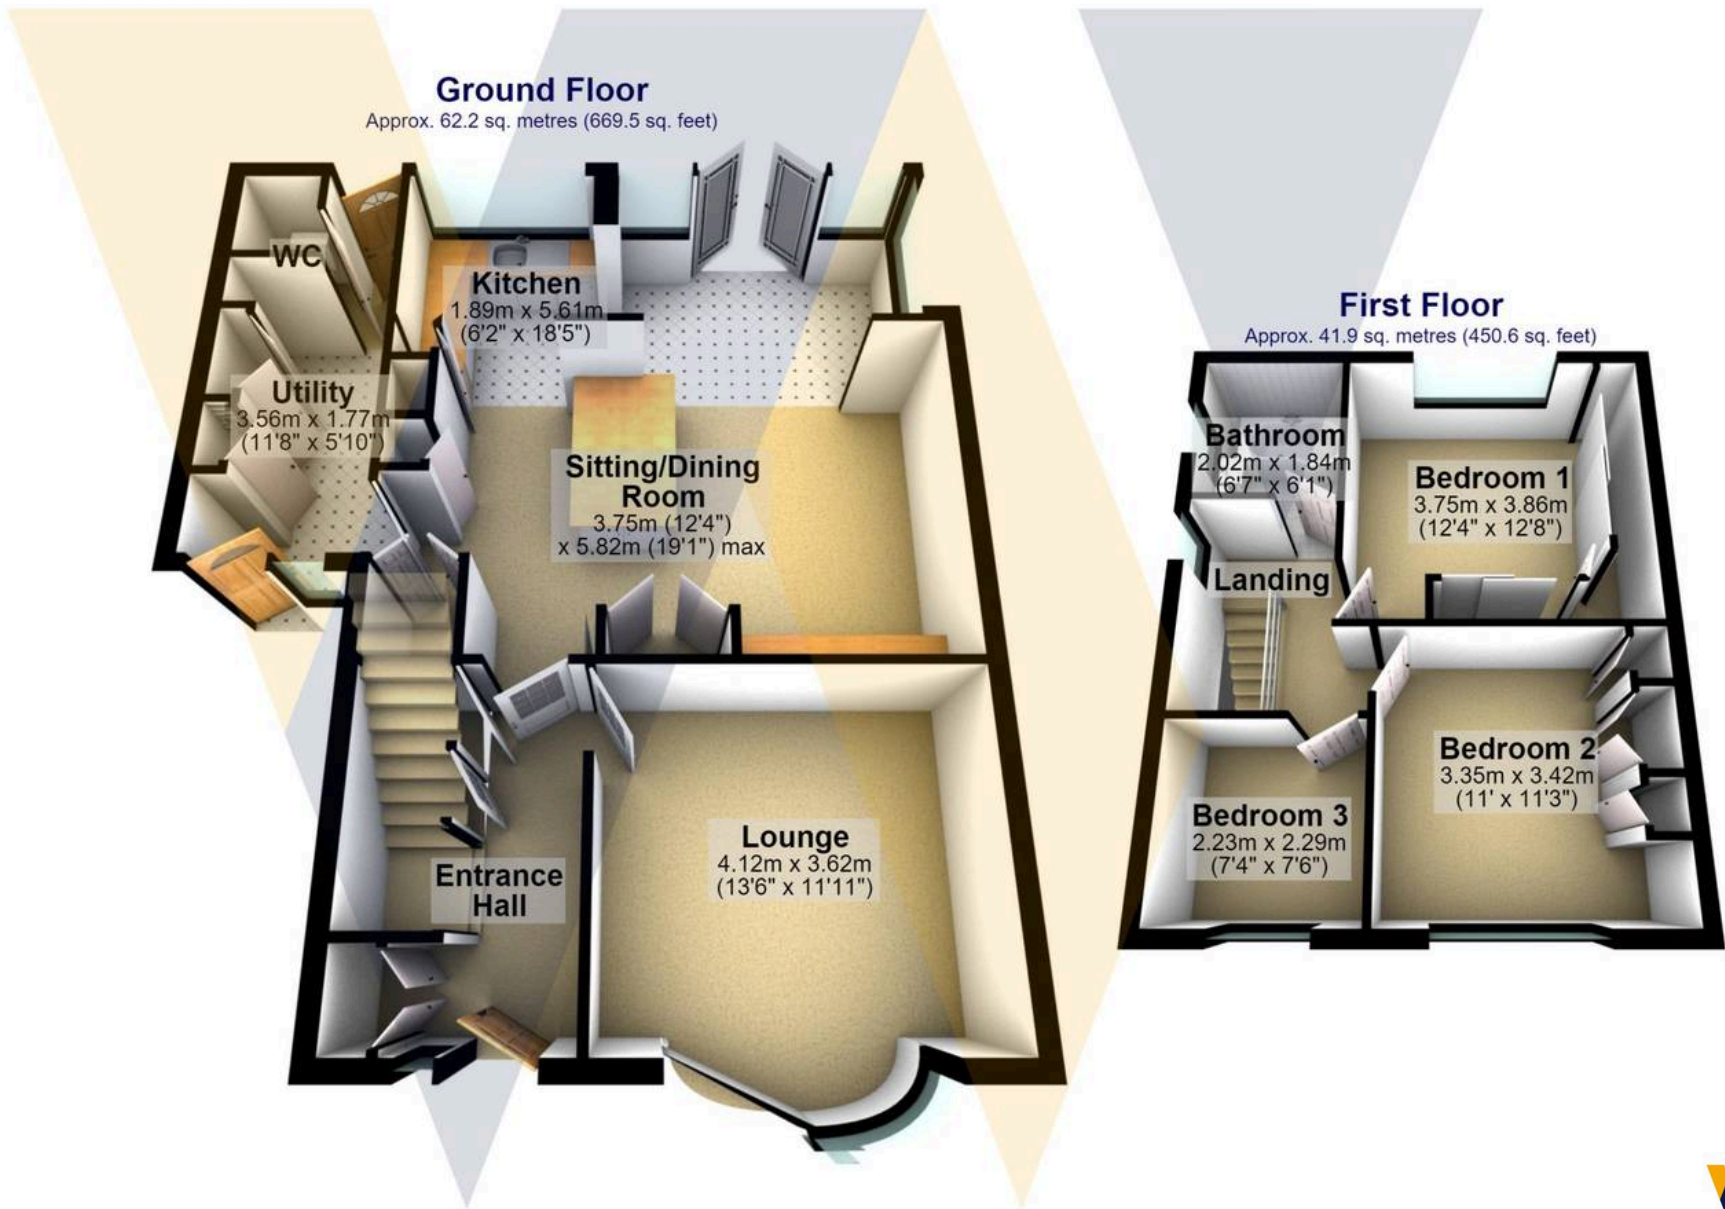 Ground Floor
Approx. 62.2 sq. metres (669.5 sq. feet)
WC
Kitchen
1.89m x 5.61m
(6'2" x 18'5")
Utility
3.56m x 1.77m
(11'8" x 5'10")
Sitting/Dining
Room
3.75m (12'4")
x 5.82m (19'1") max
Entrance
Hall
Lounge
4.12m x 3.62m
(13'6" x 11'11")
First Floor
Approx. 41.9 sq. metres (450.6 sq. feet)
Bathroom
2.02m x 1.84m
(6'7" x 6'1")
Bedroom 1
3.75m x 3.86m
(12'4" x 12'8")
Landing
Bedroom 2
3.35m x 3.42m
(11' x 11'3")
Bedroom 3
2.23m x 2.29m
(7'4" x 7'6")